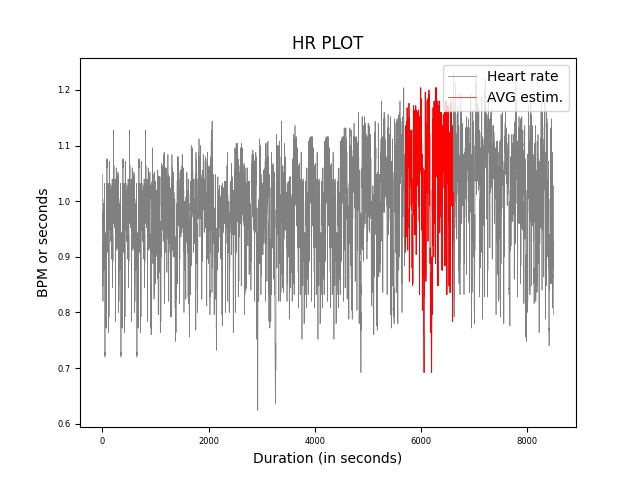 HR PLOT
Heart rate
AVG estim.
1.2
1.1
1.0
0.9
0.8
0.7
0.6
BPM or seconds
0 2000 4000 6000 8000
Duration (in seconds)